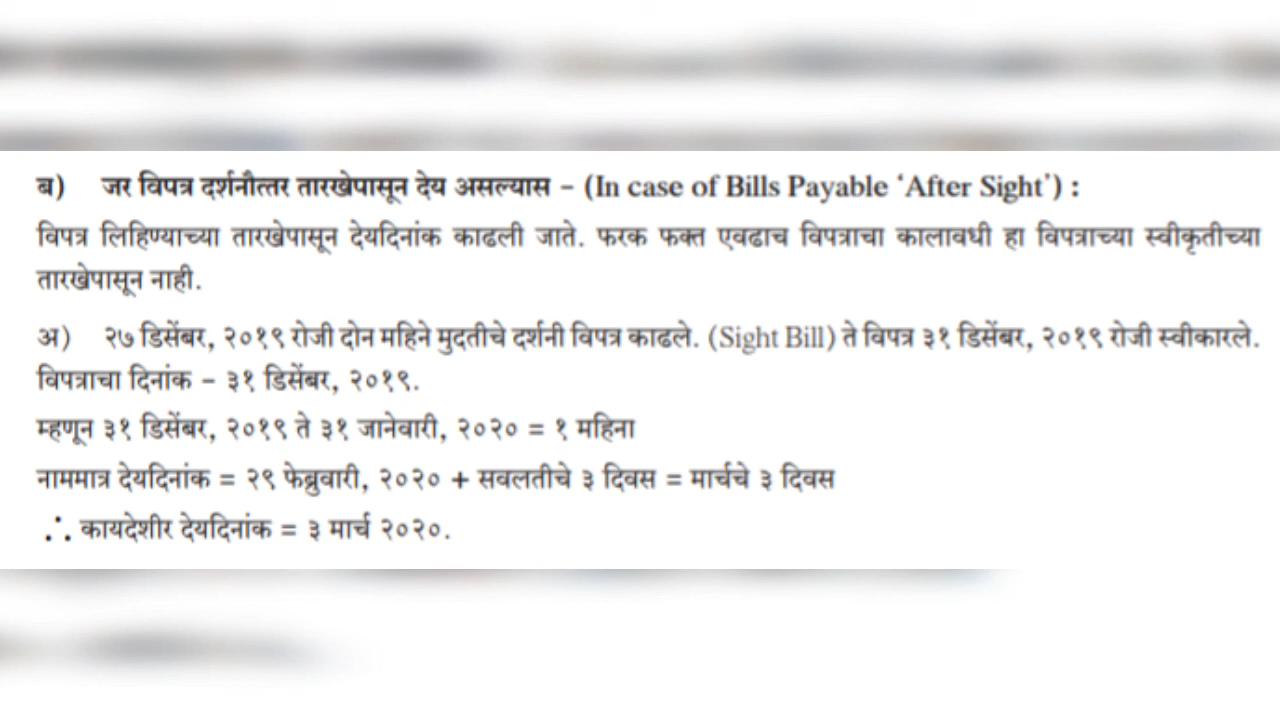 ब) जर विपत्र दर्शनौत्तर तारखेपासून देय असल्यास – (In case of Bills Payable ‘After Sight’) :
विपत्र लिहिण्याच्या तारखेपासून देयदिनांक काढली जाते. फरक फक्त एवढाच विपत्राचा कालावधी हा विपत्राच्या स्वीकृतीच्या
तारखेपासून नाही.
अ) २७ डिसेंबर, २०१९ रोजी दोन महिने मुदतीचे दर्शनी विपत्र काढले. (Sight Bill) ते विपत्र ३१ डिसेंबर, २०१९ रोजी स्वीकारले.
विपत्राचा दिनांक – ३१ डिसेंबर, २०१९.
म्हणून ३१ डिसेंबर, २०१९ ते ३१ जानेवारी, २०२० = १ महिना
नाममात्र देयदिनांक = २९ फेब्रुवारी, २०२० + सवलतीचे ३ दिवस = मार्चचे ३ दिवस
∴ कायदेशीर देयदिनांक = ३ मार्च २०२०.